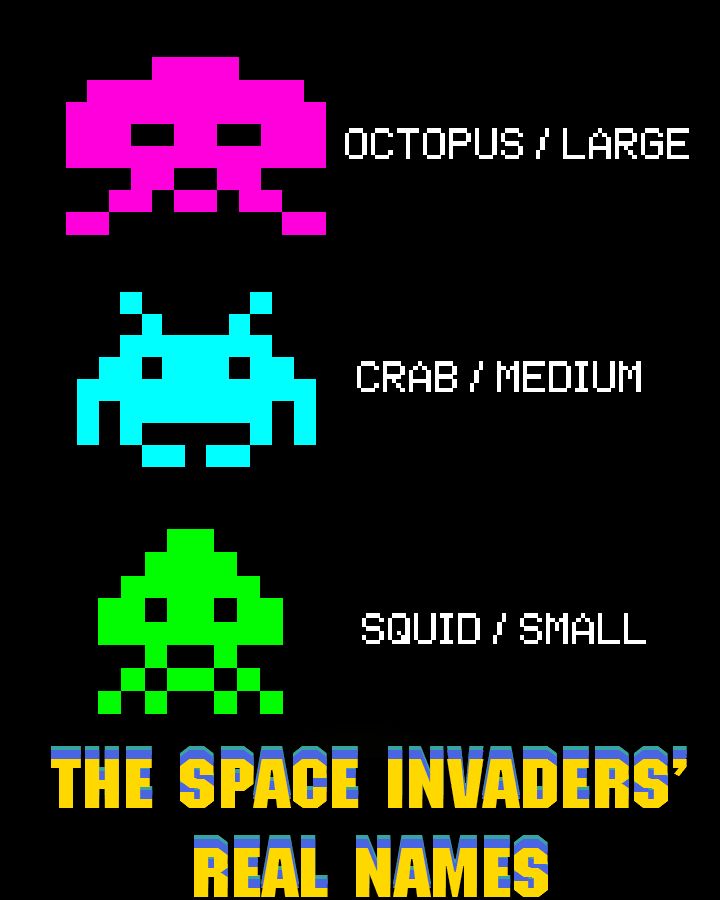 OCTOPUS / LARGE
CRAB / MEDIUM
SQUID / SMALL
THE SPACE INVADERS'
REAL NAMES